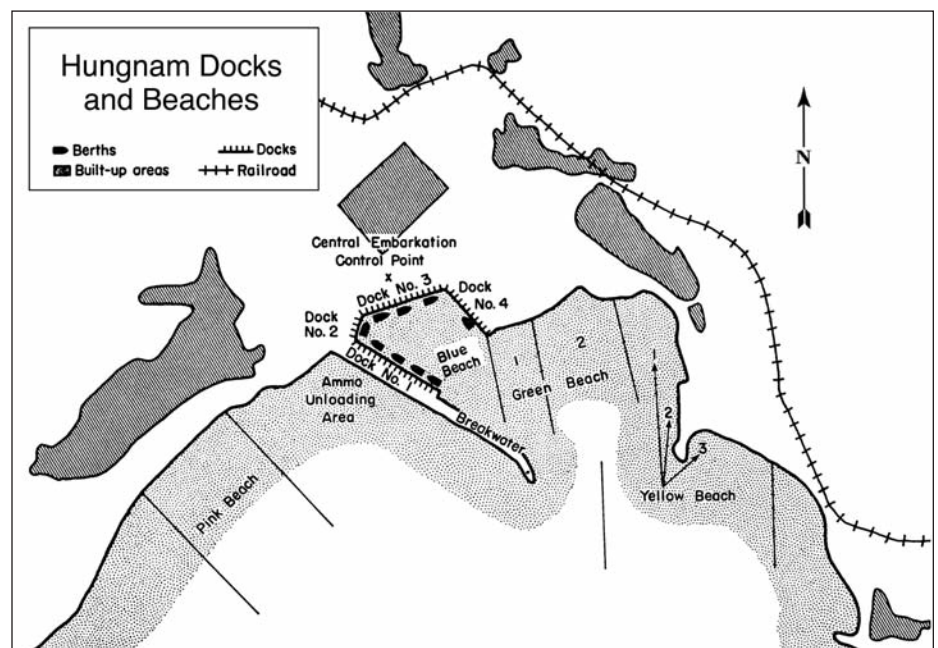 Hungnam Docks
and Beaches
Berths
Docks
Built-up areas
Railroad
N
Central Embarkation
Control Point
x
Dock No. 3
Dock
No. 4
Dock
No. 2
Dock No. 1
Blue
Beach
1
2
Green Beach
Ammo
Unloading
Area
Breakwater
1
2
3
Yellow Beach
Pink Beach